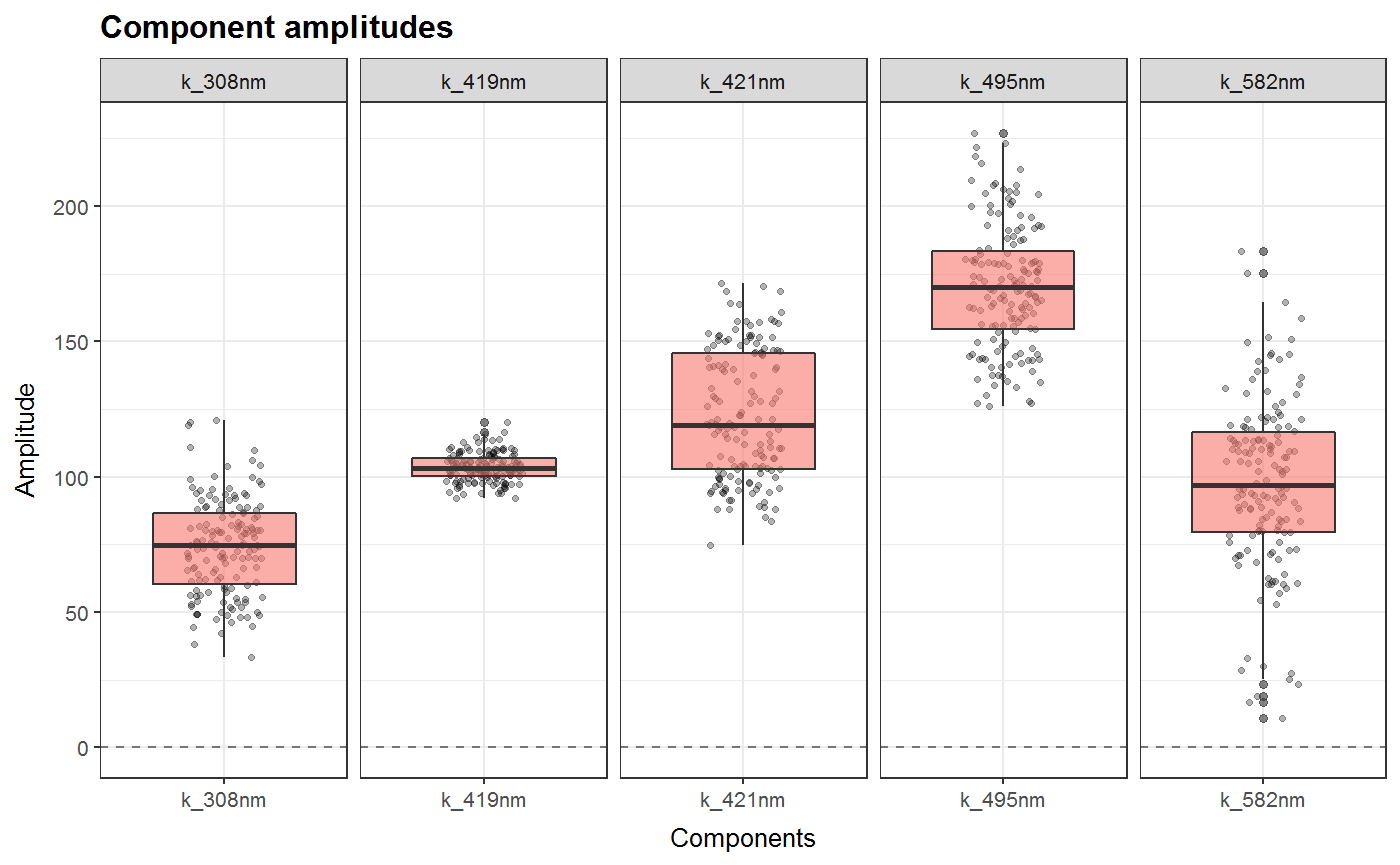 Component amplitudes
k_308nm k_419nm k_421nm k_495nm k_582nm
200
150
100
50
0
Amplitude
k_308nm k_419nm k_421nm k_495nm k_582nm
Components